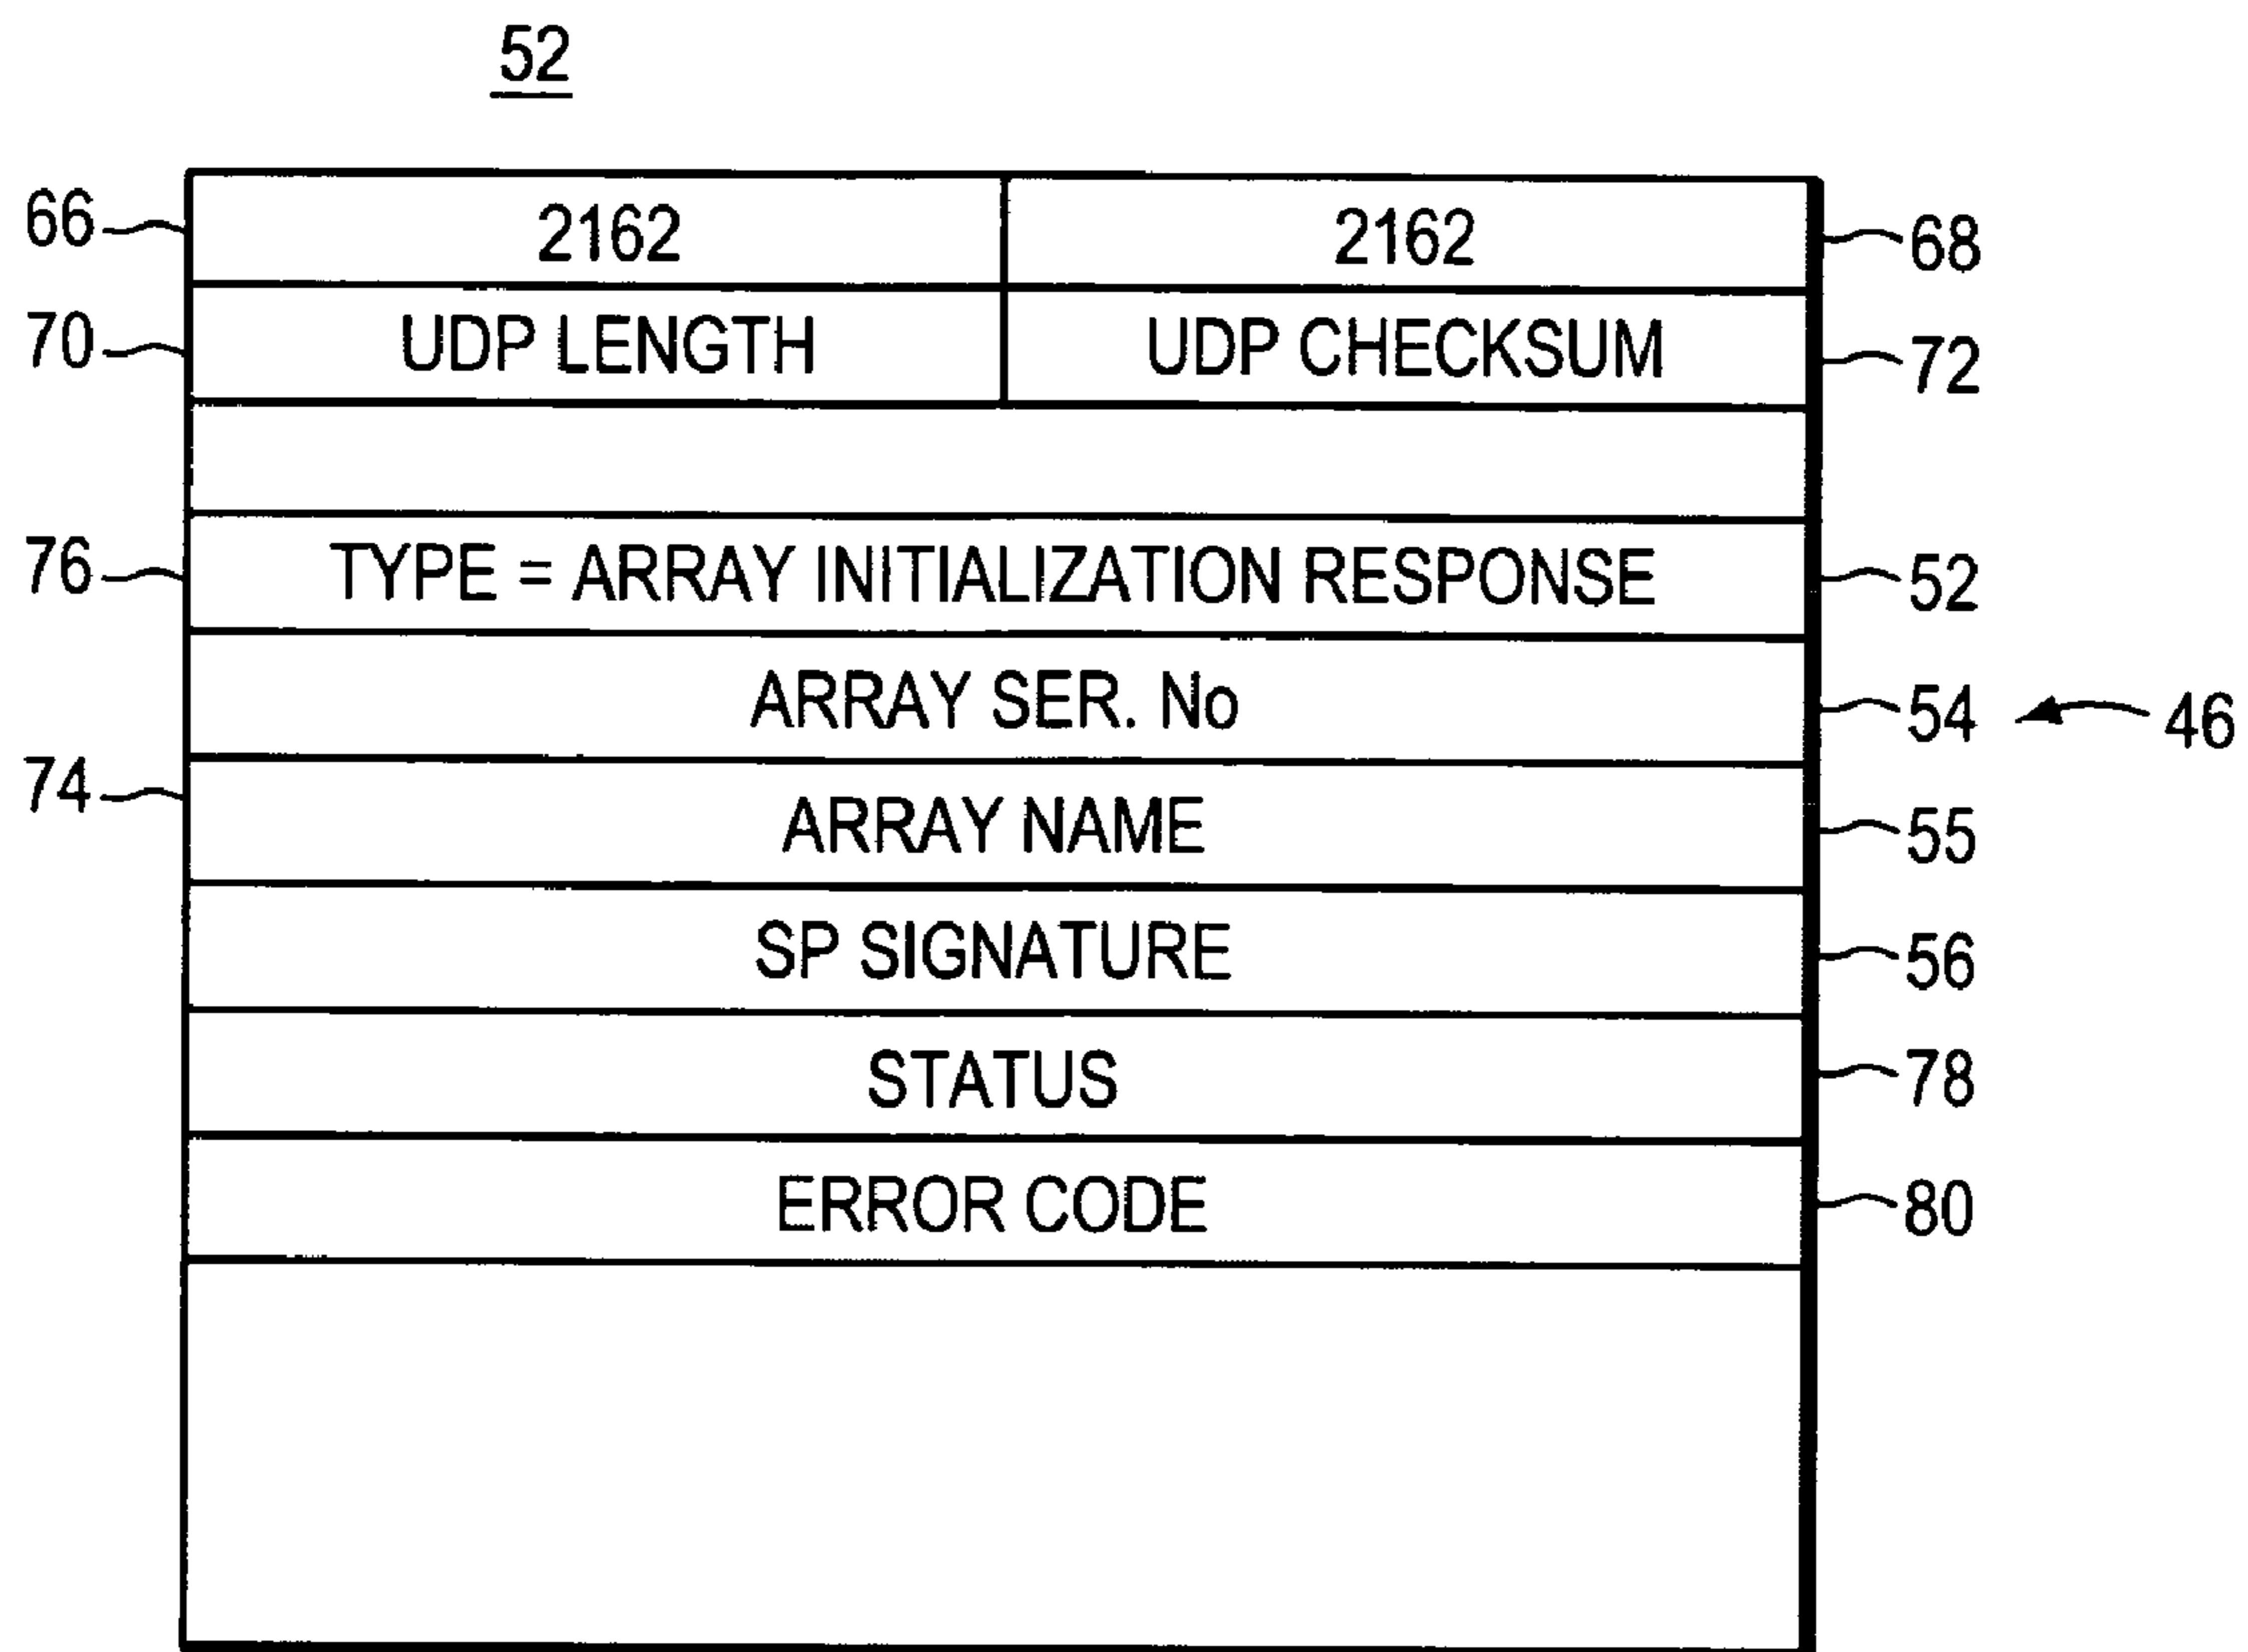 52
66 2162 2162 68
70 UDP LENGTH UDP CHECKSUM 72
76 TYPE = ARRAY INITIALIZATION RESPONSE 52
ARRAY SER. No 54 46
74 ARRAY NAME 55
SP SIGNATURE 56
STATUS 78
ERROR CODE 80